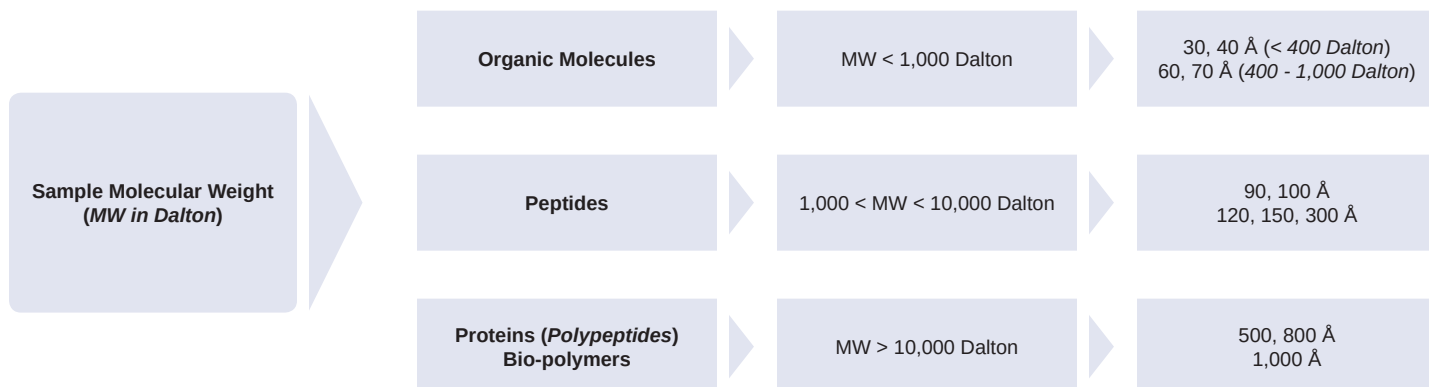 Organic Molecules
MW < 1,000 Dalton
30, 40 Å (< 400 Dalton)
60, 70 Å (400 - 1,000 Dalton)
Sample Molecular Weight
(MW in Dalton)
Peptides
1,000 < MW < 10,000 Dalton
90, 100 Å
120, 150, 300 Å
Proteins (Polypeptides)
Bio-polymers
MW > 10,000 Dalton
500, 800 Å
1,000 Å